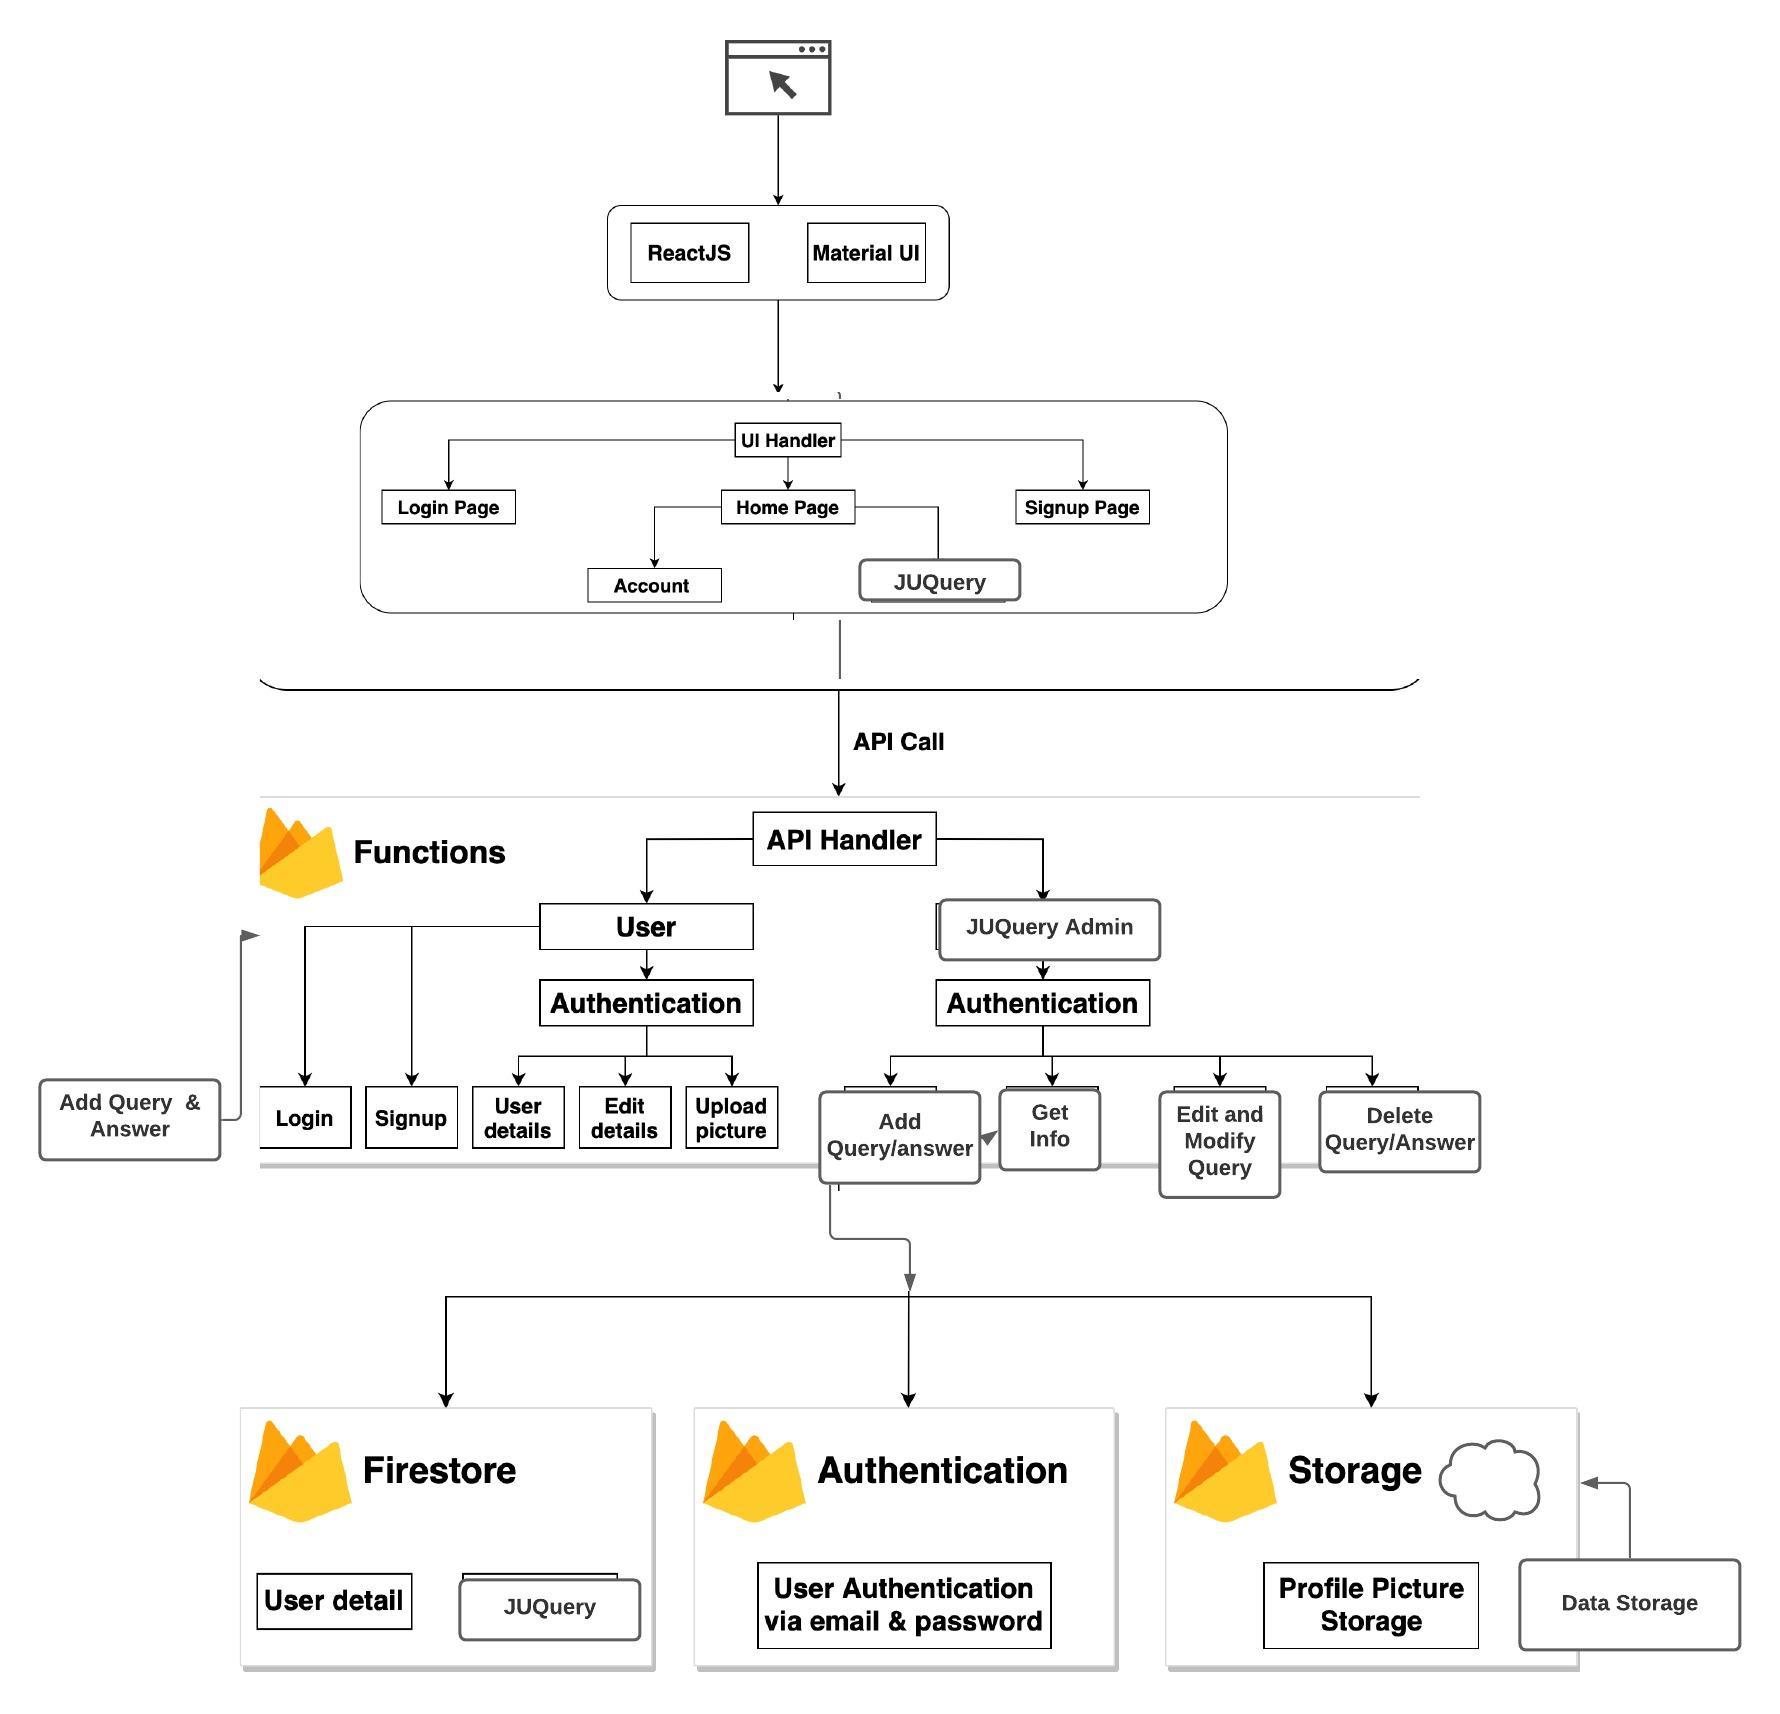 ReactJS
Material UI
UI Handler
Login Page
Home Page
Signup Page
Account
JUQuery
API Call
Functions
API Handler
User
JUQuery Admin
Authentication
Authentication
Add Query &
Answer
Login
Signup
User
details
Edit
details
Upload
picture
Add
Query/answer
Get
Info
Edit and
Modify
Query
Delete
Query/Answer
Firestore
Authentication
Storage
User detail
JUQuery
User Authentication
via email & password
Profile Picture
Storage
Data Storage